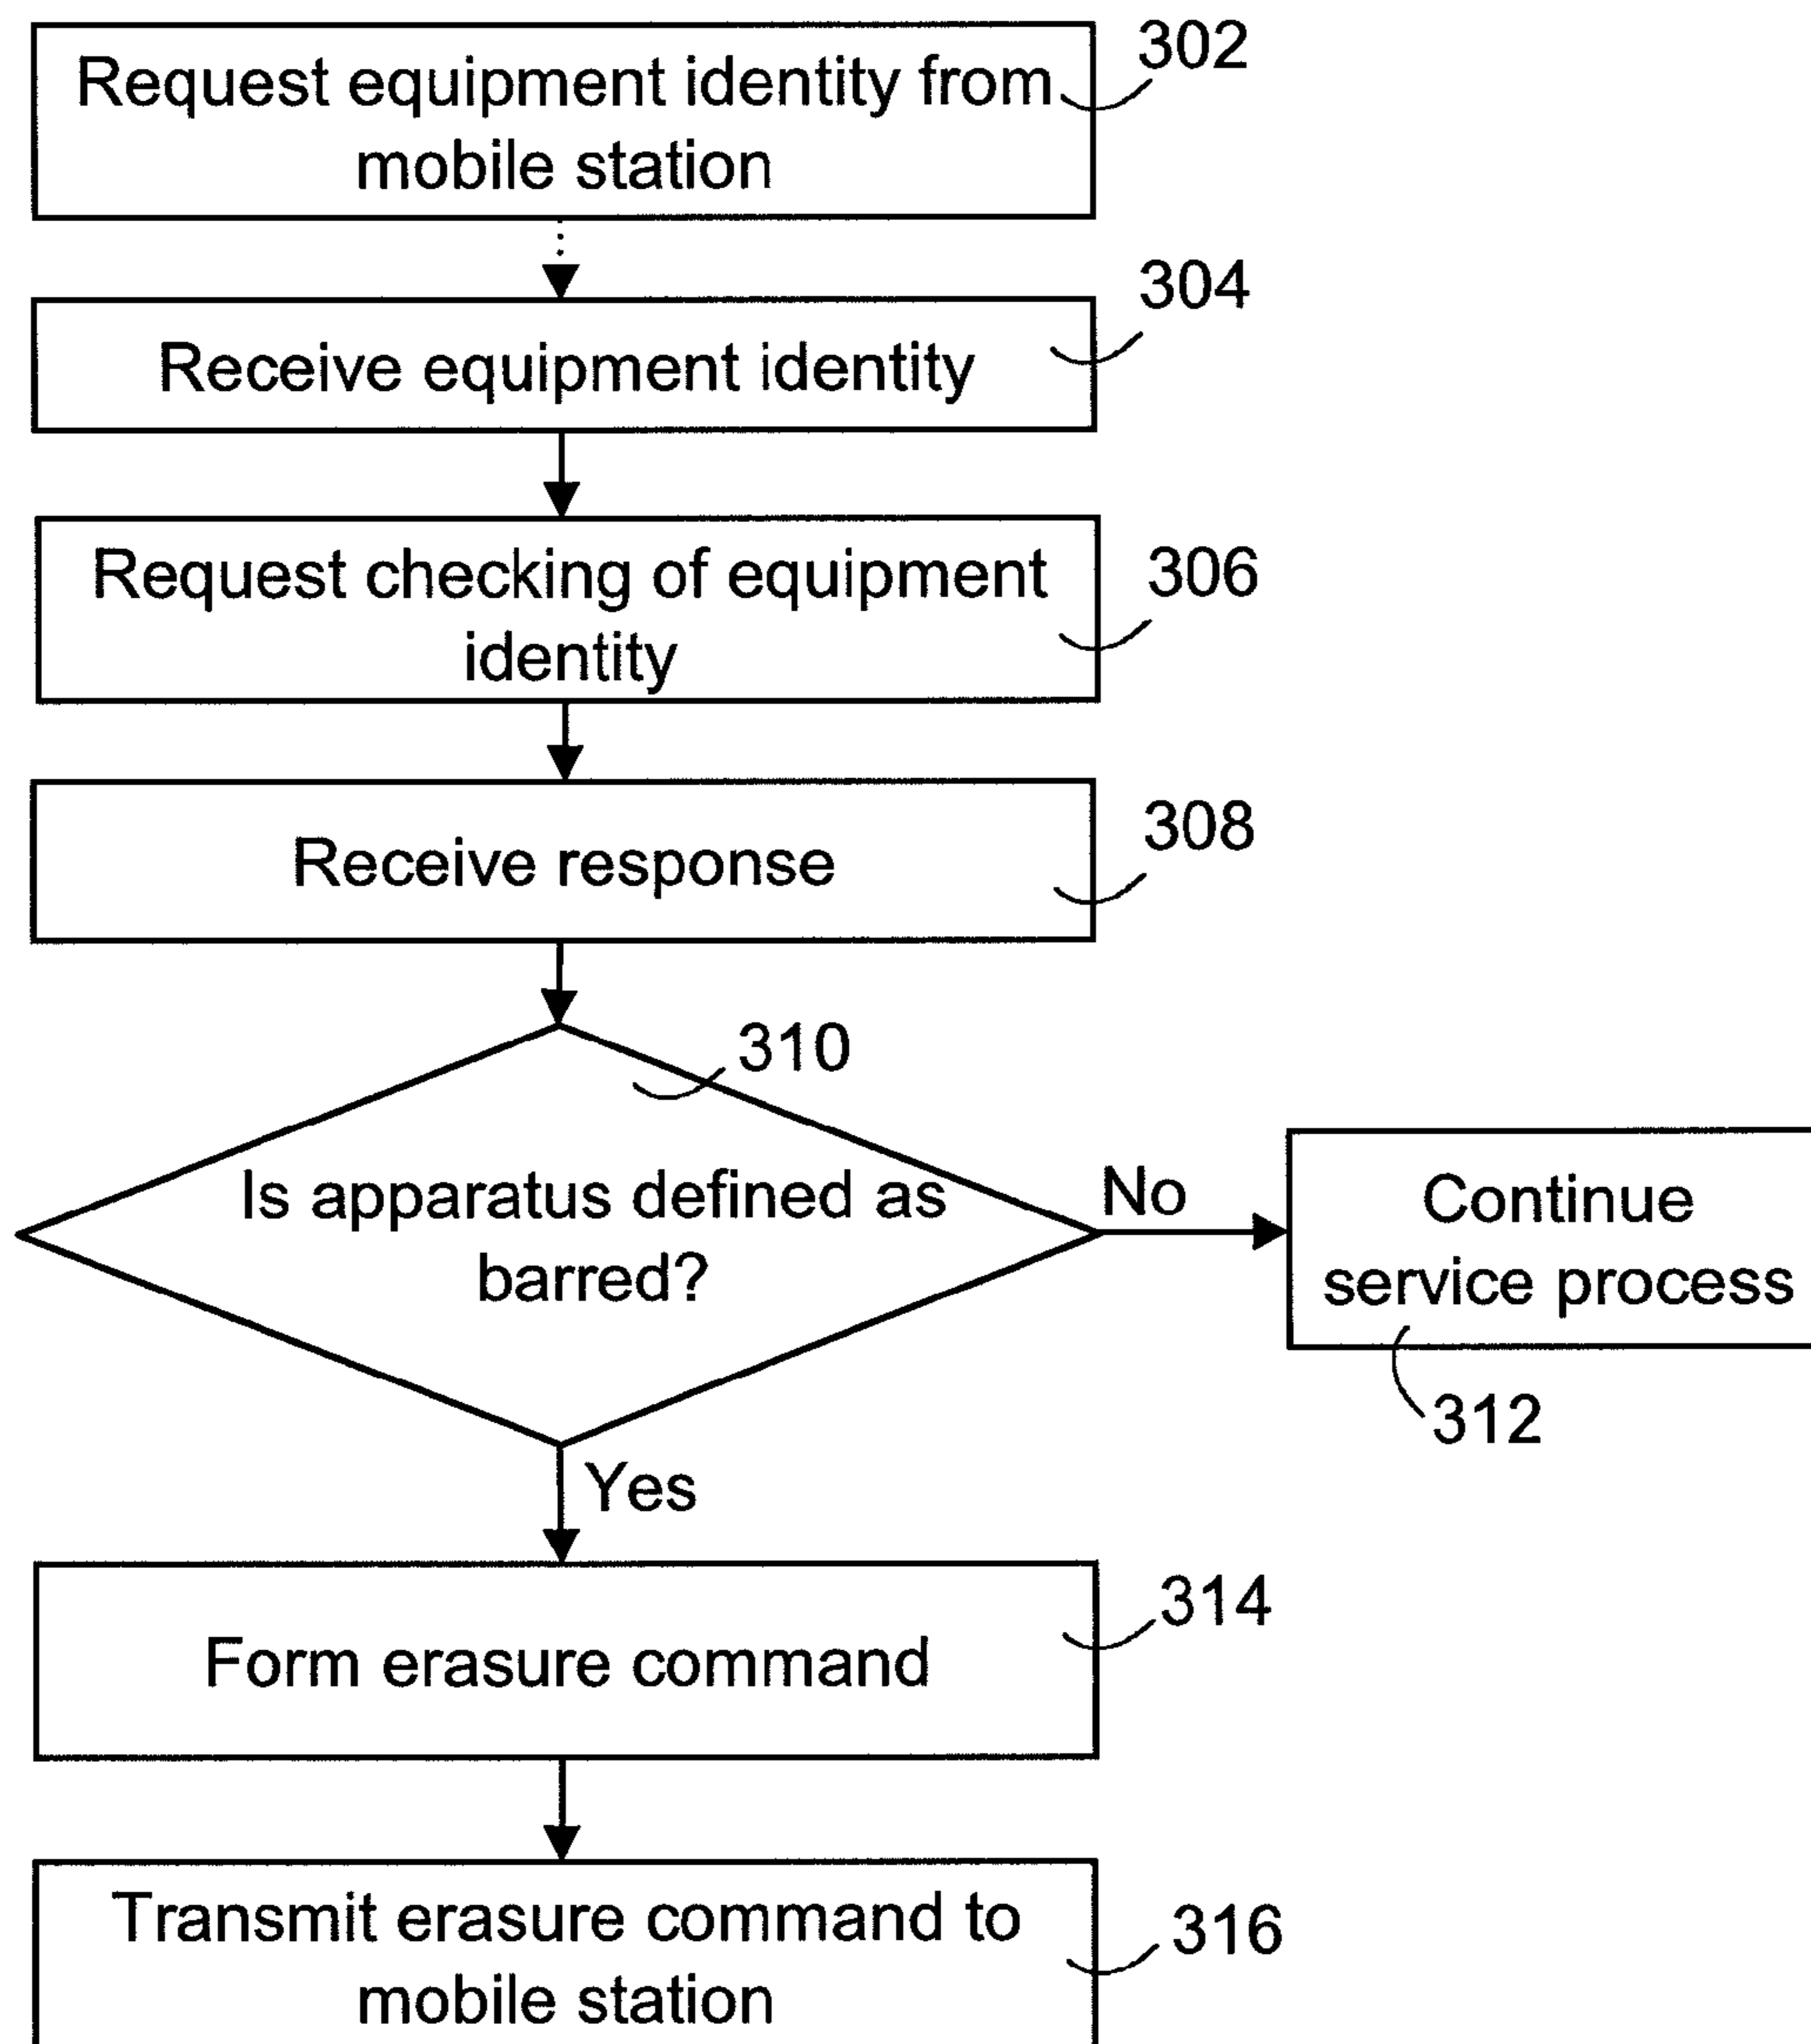 302
Request equipment identity from
mobile station
304
Receive equipment identity
Request checking of equipment
identity
306
308
Receive response
310
Is apparatus defined as
barred?
No
Continue
service process
312
Yes
314
Form erasure command
Transmit erasure command to
mobile station
316